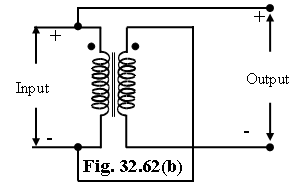 + +
Input Output
- -
Fig. 32.62(b)